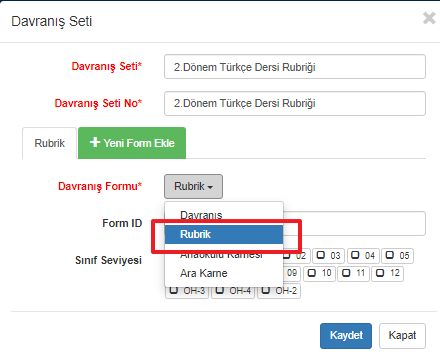 Davranış Seti
Davranış Seti* 2.Dönem Türkçe Dersi Rubriği
Davranış Seti No* 2.Dönem Türkçe Dersi Rubriği
Rubrik + Yeni Form Ekle
Davranış Formu* Rubrik
Davranış
Form ID
Rubrik
Sınıf Seviyesi Anaokulu Karnesi 02 03 04 05
Ara Karne 09 10 11 12
OH-3 OH-4 OH-2
Kaydet Kapat